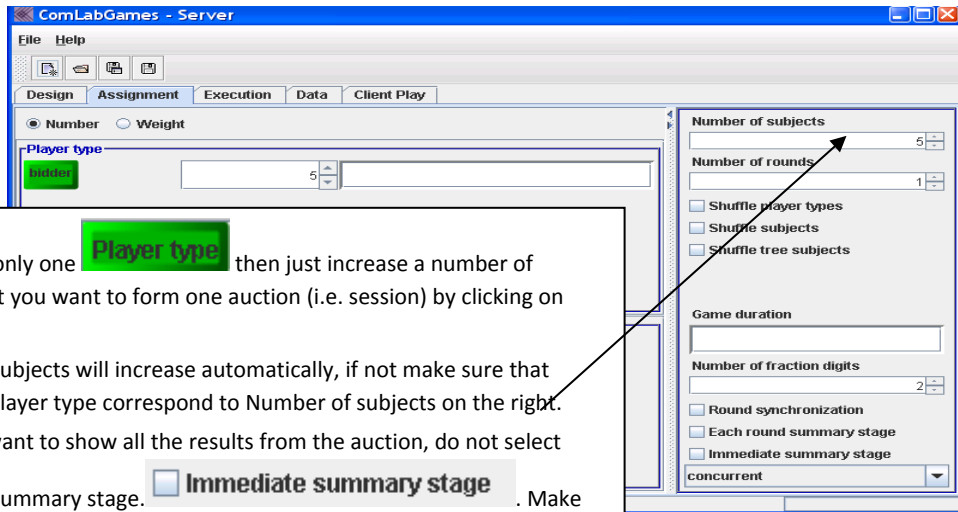 ComLabGames - Server
File Help
Design Assignment Execution Data Client Play
Number Weight
Player type
bidder 5
Number of subjects
5
Number of rounds
1
Shuffle player types
Shuffle subjects
Shuffle tree subjects
Game duration
Number of fraction digits
2
Round synchronization
Each round summary stage
Immediate summary stage
concurrent
only one Player type then just increase a number of
t you want to form one auction (i.e. session) by clicking on
ubjects will increase automatically, if not make sure that
layer type correspond to Number of subjects on the right.
want to show all the results from the auction, do not select
ummary stage. Immediate summary stage . Make